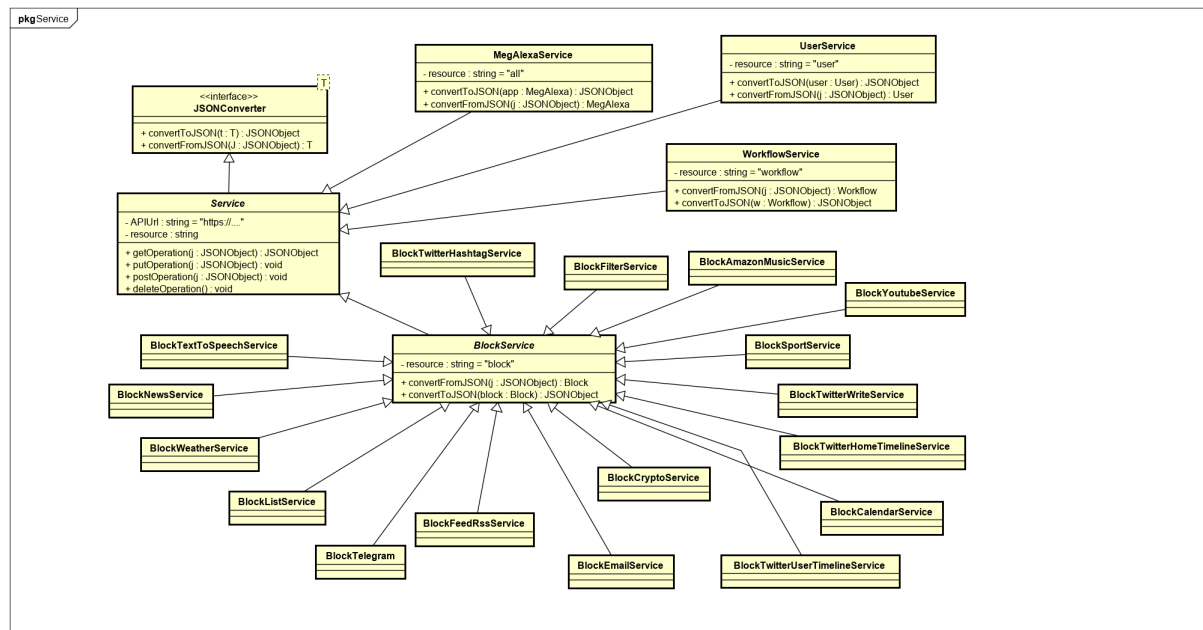 pkg Service
MegAlexaService
- resource : string = "all"
+ convertToJSON(app : MegAlexa) : JSONObject
+ convertFromJSON(j : JSONObject) : MegAlexa
UserService
- resource : string = "user"
+ convertToJSON(user : User) : JSONObject
+ convertFromJSON(j : JSONObject) : User
T
<<interface>>
JSONConverter
+ convertToJSON(t : T) : JSONObject
+ convertFromJSON(J : JSONObject) : T
WorkflowService
- resource : string = "workflow"
+ convertFromJSON(j : JSONObject) : Workflow
+ convertToJSON(w : Workflow) : JSONObject
Service
- APIUrl : string = "https://...."
- resource : string
+ getOperation(j : JSONObject) : JSONObject
+ putOperation(j : JSONObject) : void
+ postOperation(j : JSONObject) : void
+ deleteOperation() : void
BlockTwitterHashtagService
BlockFilterService
BlockAmazonMusicService
BlockYoutubeService
BlockTextToSpeechService
BlockService
- resource : string = "block"
+ convertFromJSON(j : JSONObject) : Block
+ convertToJSON(block : Block) : JSONObject
BlockSportService
BlockNewsService
BlockTwitterWriteService
BlockWeatherService
BlockTwitterHomeTimelineService
BlockListService
BlockCryptoService
BlockFeedRssService
BlockCalendarService
BlockTelegram
BlockEmailService
BlockTwitterUserTimelineService